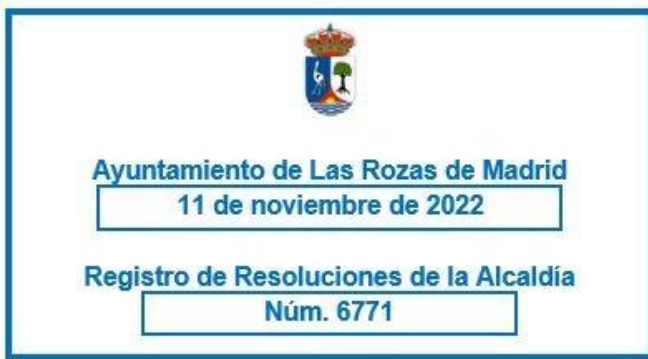 Ayuntamiento de Las Rozas de Madrid
11 de noviembre de 2022
Registro de Resoluciones de la Alcaldía
Núm. 6771